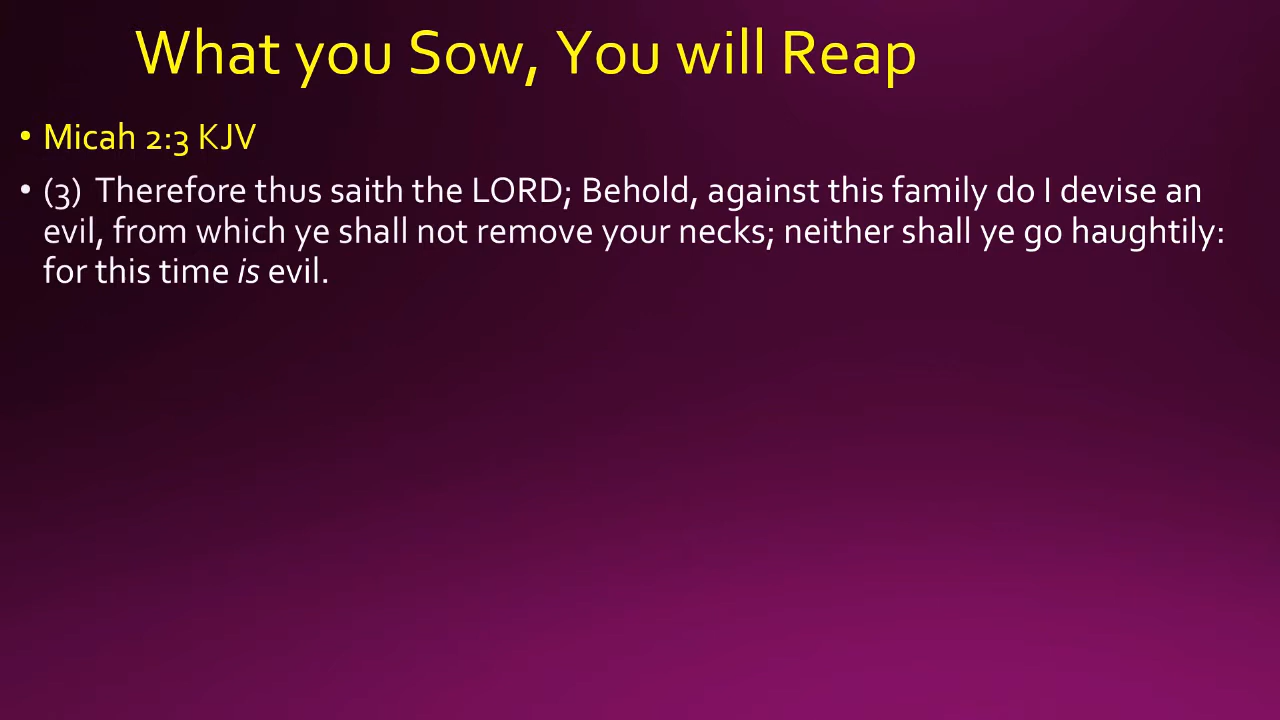 What you Sow, You will Reap
• Micah 2:3 KJV
• (3)  Therefore thus saith the LORD; Behold, against this family do I devise an
evil, from which ye shall not remove your necks; neither shall ye go haughtily:
for this time is evil.